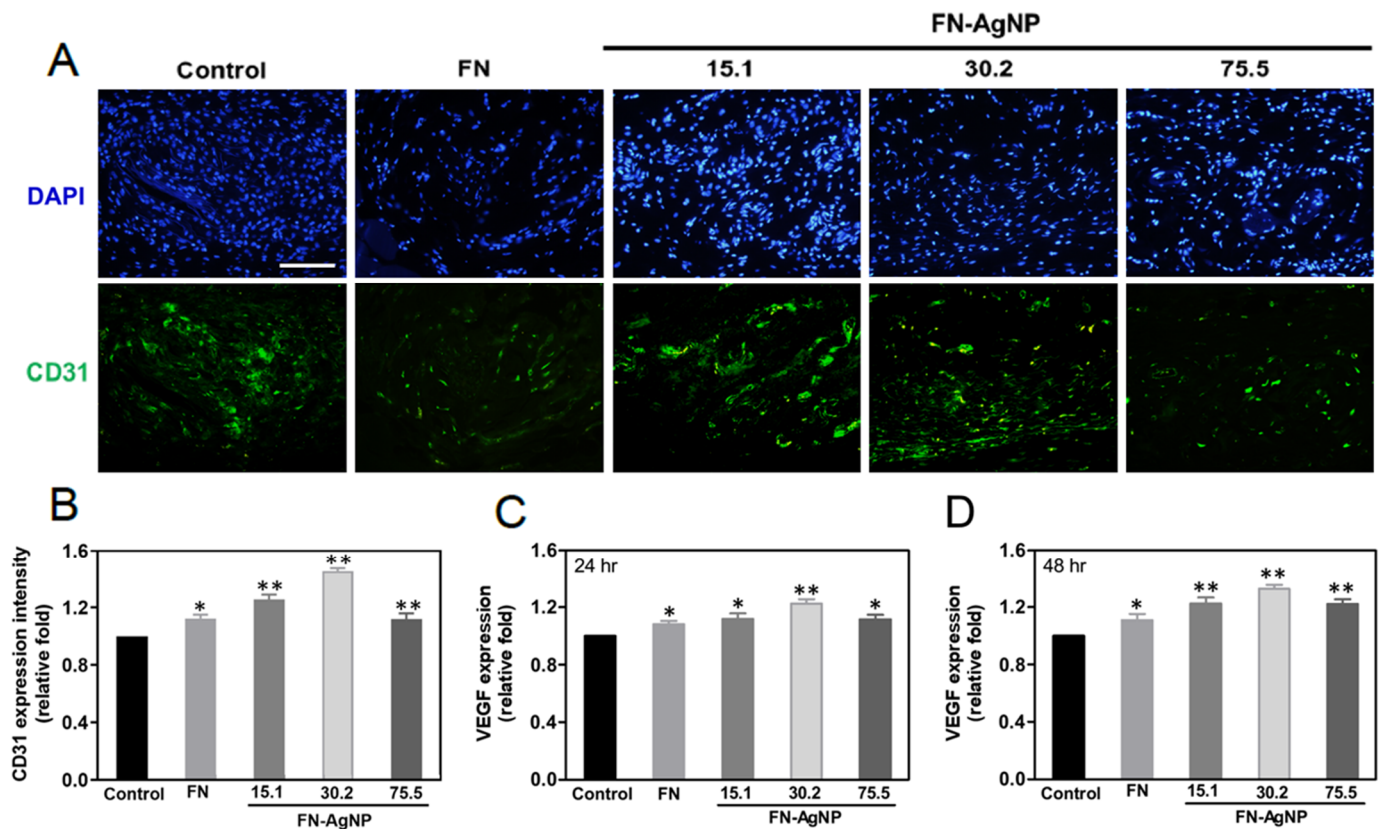 FN-AgNP
A
Control FN 15.1 30.2 75.5
DAPI
CD31
B
CD31 expression intensity
(relative fold)
1.6
1.2
0.8
0.4
0.0
*
**
**
**
Control FN 15.1 30.2 75.5
FN-AgNP
C
VEGF expression
(relative fold)
24 hr
1.6
1.2
0.8
0.4
0.0
*
*
**
*
Control FN 15.1 30.2 75.5
FN-AgNP
D
VEGF expression
(relative fold)
48 hr
1.6
1.2
0.8
0.4
0.0
*
**
**
**
Control FN 15.1 30.2 75.5
FN-AgNP